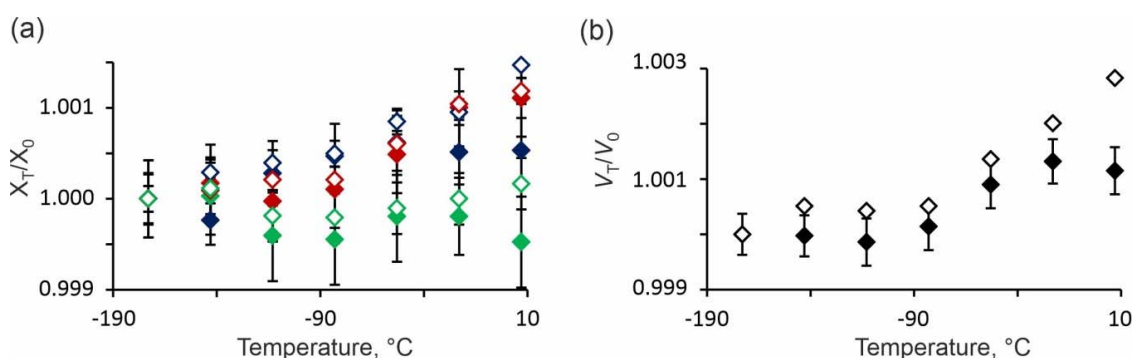 (a)
X_T/X_0
1.001
1.000
0.999
-190
-90
10
Temperature, °C
(b)
V_T/V_0
1.003
1.001
0.999
-190
-90
10
Temperature, °C